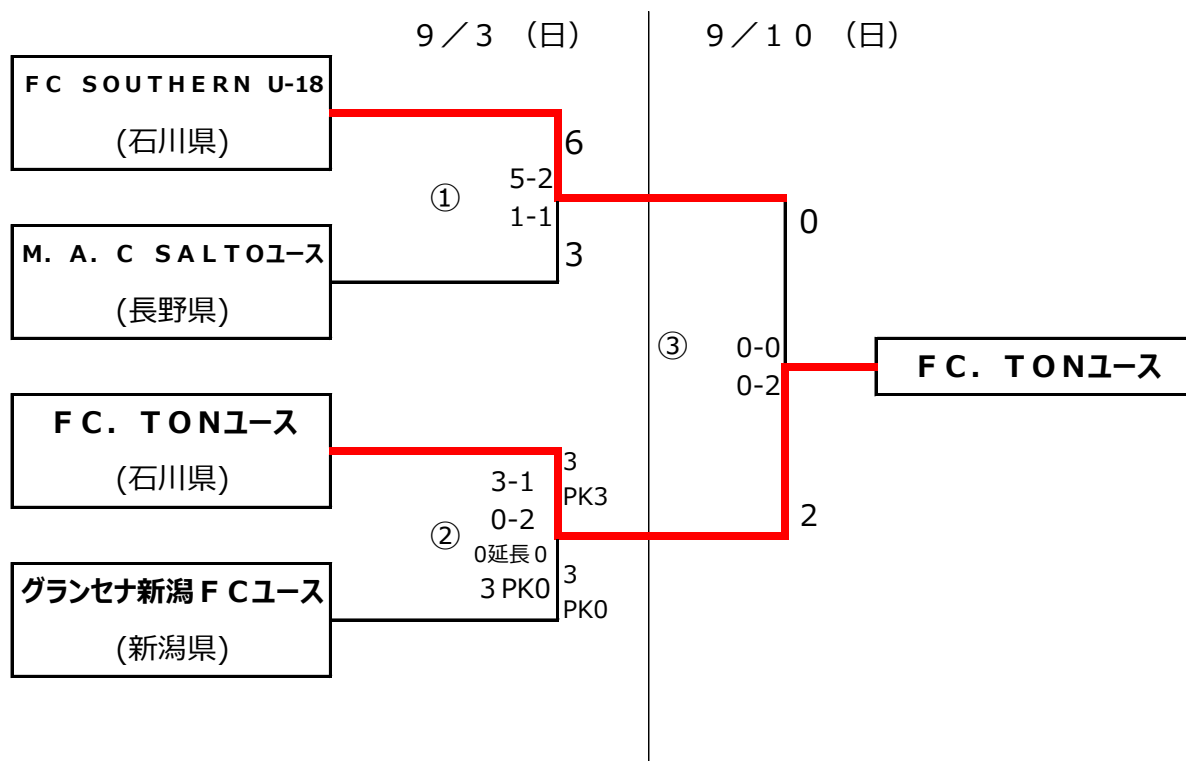 ９／３ （日）
９／１０ （日）
ＦＣ ＳＯＵＴＨＥＲＮ U-18
(石川県)
6
5-2
①
1-1
3
0
Ｍ．Ａ．Ｃ ＳＡＬＴＯユース
(長野県)
③
0-0
0-2
ＦＣ．ＴＯＮユース
ＦＣ．ＴＯＮユース
(石川県)
3
PK3
3-1
0-2
②
0延長 0
3 PK0
3
PK0
2
グランセナ新潟ＦＣユース
(新潟県)